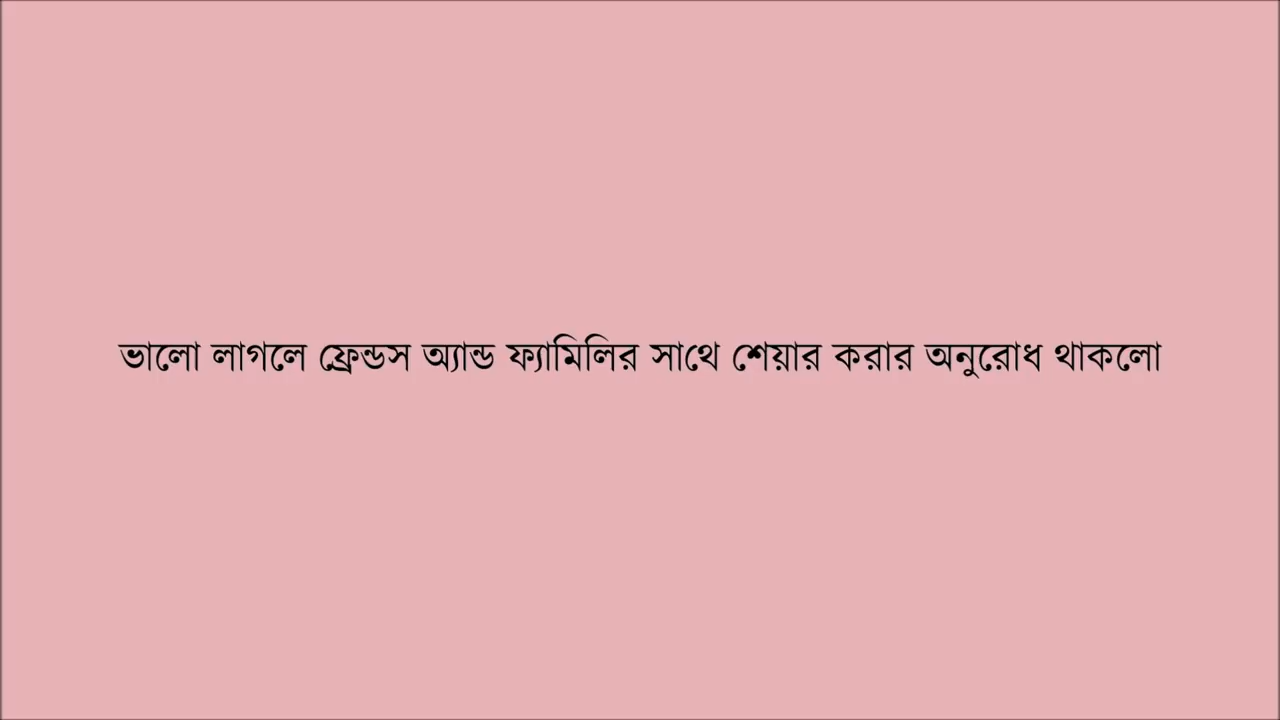 ভালো লাগলে ফ্রেন্ডস অ্যান্ড ফ্যামিলির সাথে শেয়ার করার অনুরোধ থাকলো